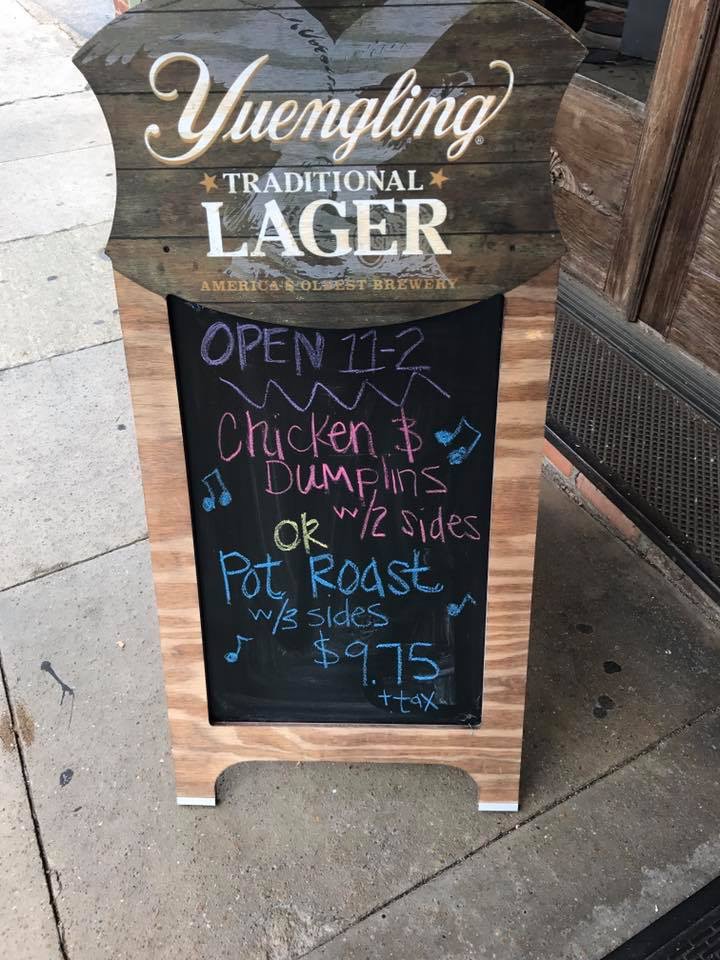 Yuengling®
TRADITIONAL
LAGER
AMERICA'S OLDEST BREWERY
OPEN 11-2
Chicken &
Dumplins
w/2 sides
OR
Pot Roast
w/3 sides
$9.75
+tax